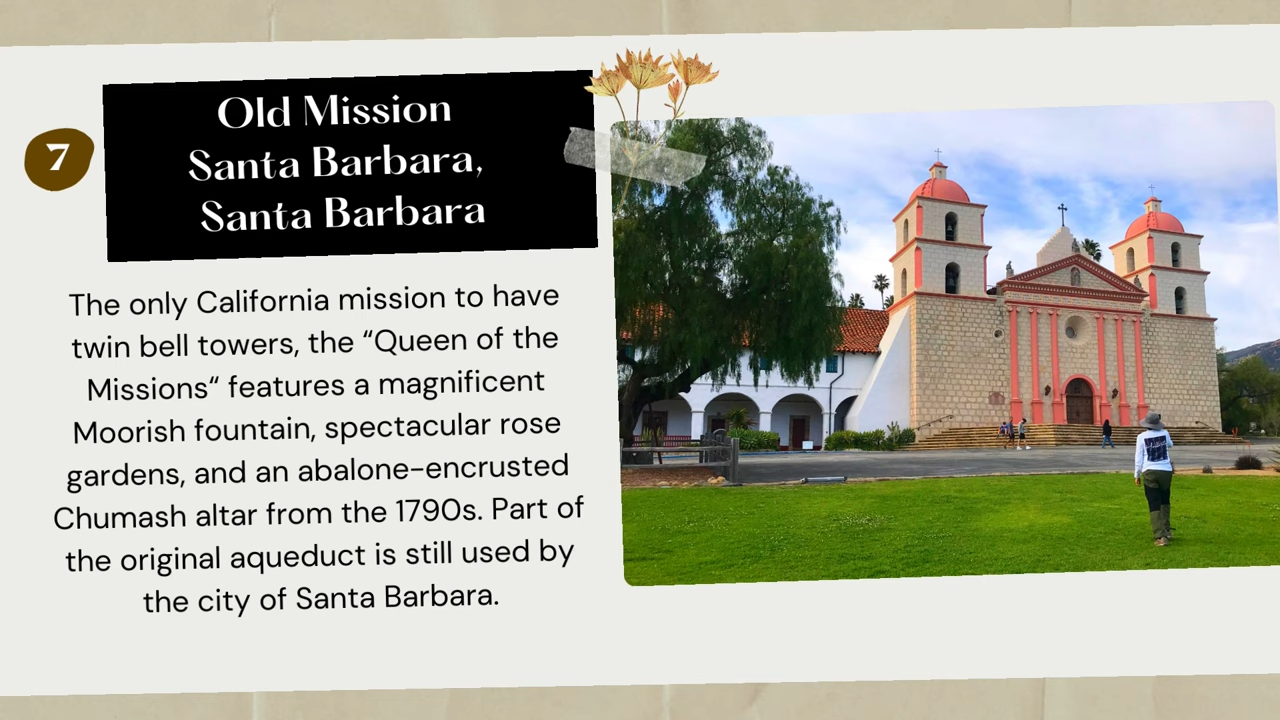 7
Old Mission
Santa Barbara,
Santa Barbara
The only California mission to have
twin bell towers, the “Queen of the
Missions“ features a magnificent
Moorish fountain, spectacular rose
gardens, and an abalone-encrusted
Chumash altar from the 1790s. Part of
the original aqueduct is still used by
the city of Santa Barbara.